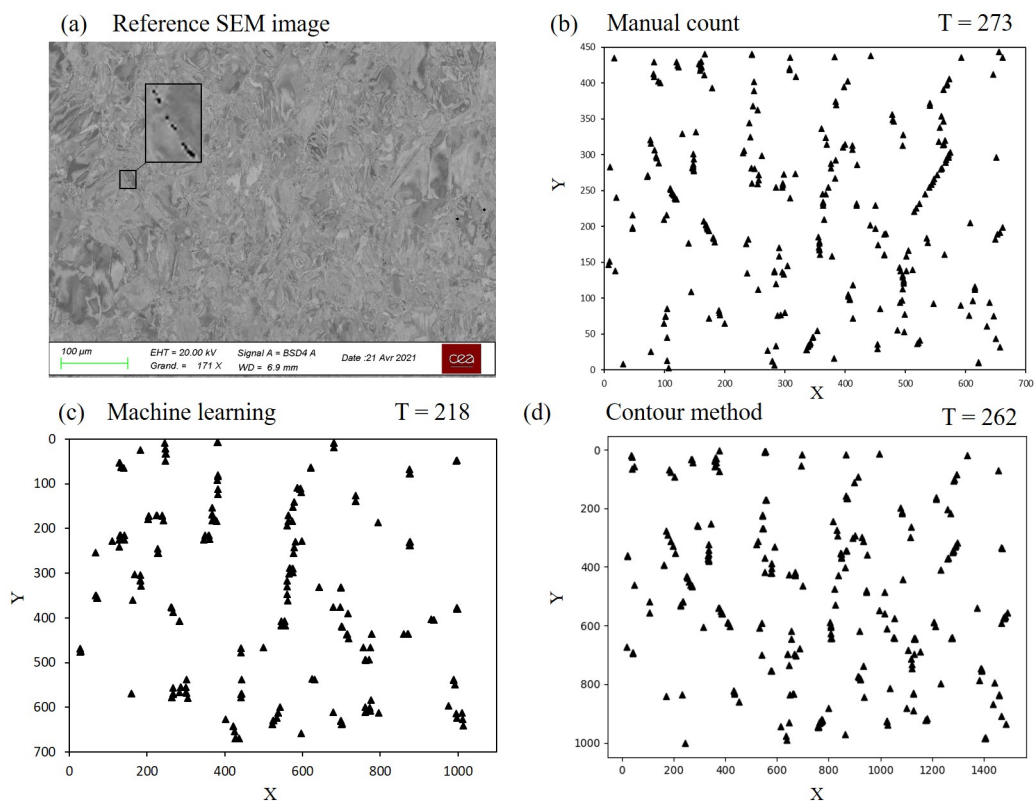 (a) Reference SEM image
100 µm
EHT = 20.00 kV
Signal A = BSD4 A
Date :21 Avr 2021
Grand. = 171 X
WD = 6.9 mm
cea
(b) Manual count T = 273
Y
450
400
350
300
250
200
150
100
50
0
0 100 200 300 400 500 600 700
X
(c) Machine learning T = 218
Y
0
100
200
300
400
500
600
700
0 200 400 600 800 1000
X
(d) Contour method T = 262
Y
0
200
400
600
800
1000
0 200 400 600 800 1000 1200 1400
X